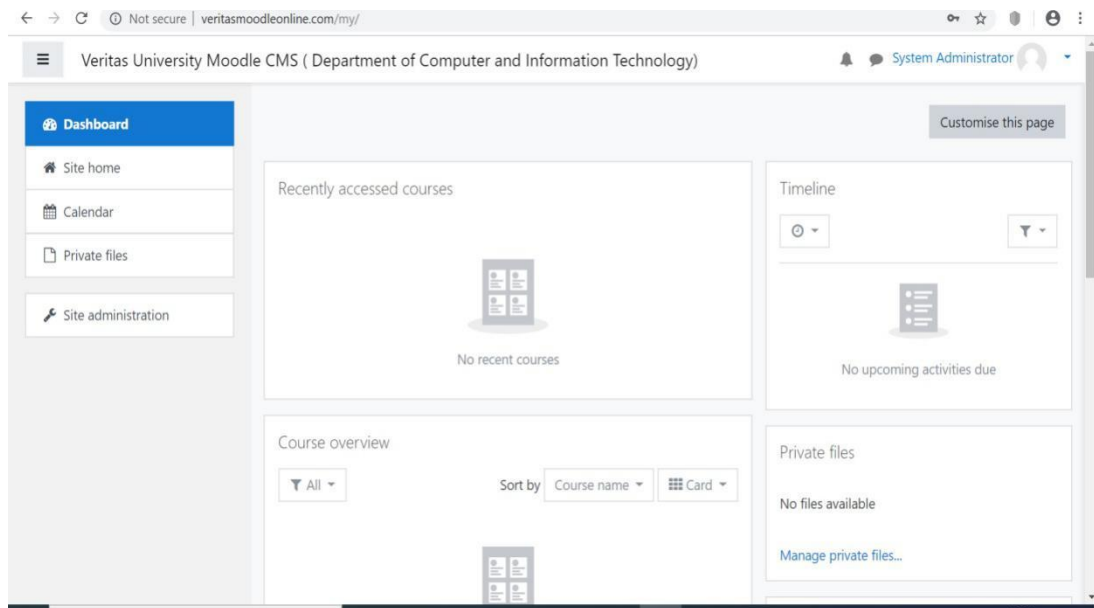 Not secure | veritasmoodleonline.com/my/
Veritas University Moodle CMS ( Department of Computer and Information Technology)
System Administrator
Dashboard
Customise this page
Site home
Calendar
Private files
Site administration
Recently accessed courses
No recent courses
Timeline
No upcoming activities due
Course overview
All
Sort by Course name Card
Private files
No files available
Manage private files...